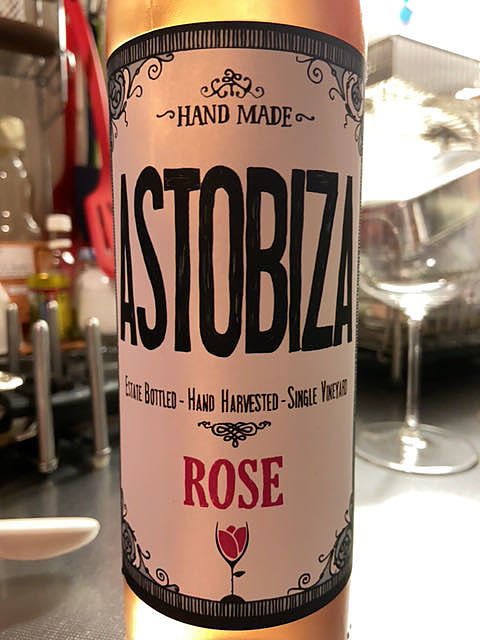 ~HAND MADE~
ASTOBIZA
ESTATE BOTTLED - HAND HARVESTED - SINGLE VINEYARD
ROSE